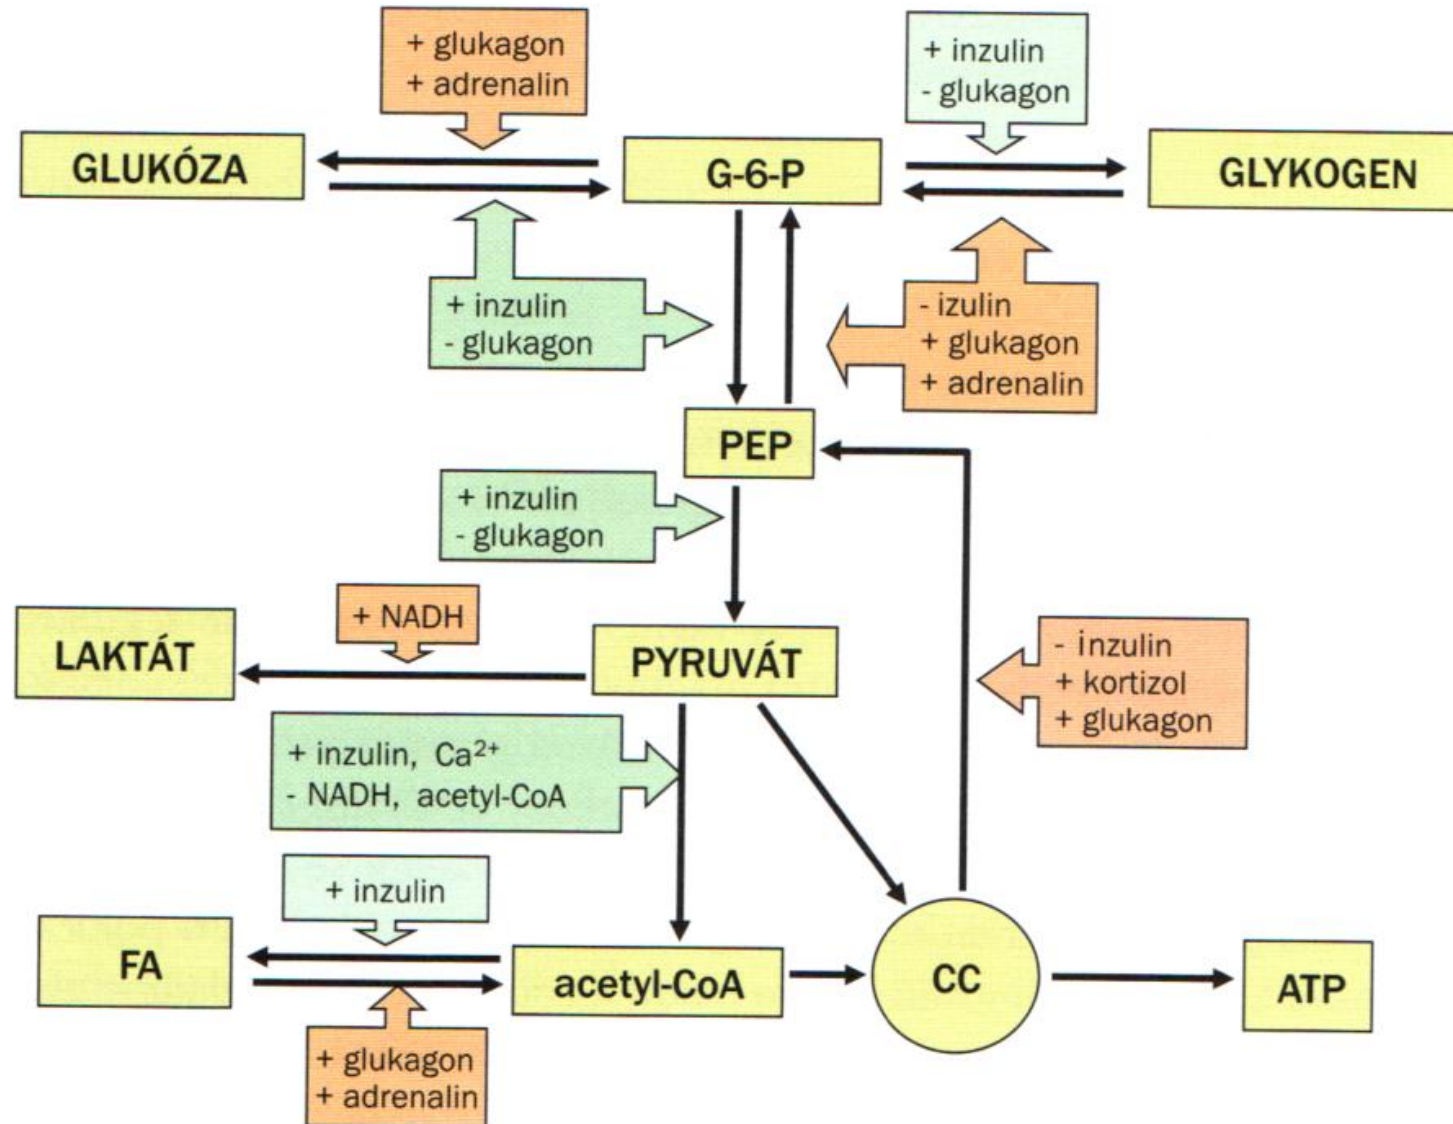 + glukagon
+ adrenalin
+ inzulin
- glukagon
GLUKÓZA
G-6-P
GLYKOGEN
+ inzulin
- glukagon
- izulin
+ glukagon
+ adrenalin
PEP
+ inzulin
- glukagon
+ NADH
LAKTÁT
PYRUVÁT
- inzulin
+ kortizol
+ glukagon
+ inzulin, Ca²⁺
- NADH, acetyl-CoA
+ inzulin
FA
acetyl-CoA
CC
ATP
+ glukagon
+ adrenalin